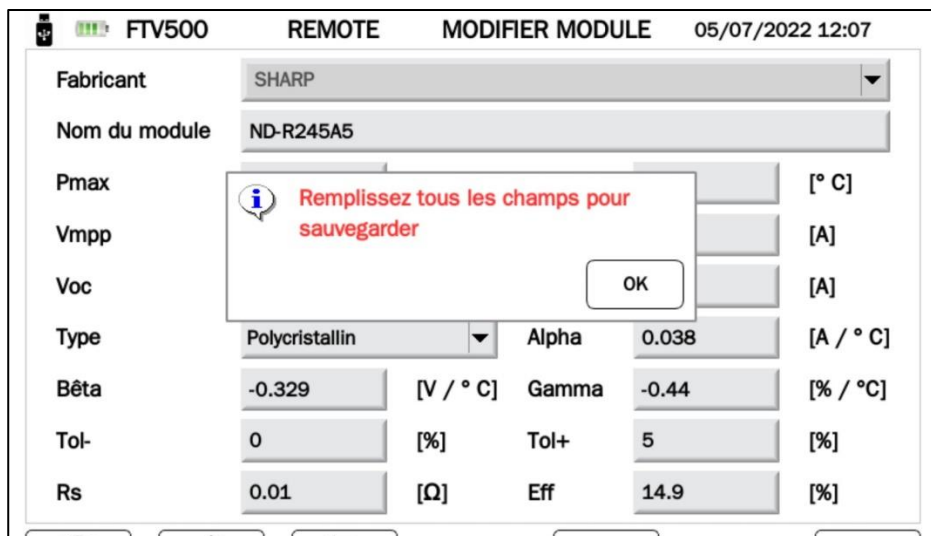 FTV500 REMOTE MODIFIER MODULE 05/07/2022 12:07
Fabricant SHARP
Nom du module ND-R245A5
Pmax [° C]
Remplissez tous les champs pour
sauvegarder
Vmpp [A]
OK
Voc [A]
Type Polycristallin Alpha 0.038 [A / ° C]
Bêta -0.329 [V / ° C] Gamma -0.44 [% / °C]
Tol- 0 [%] Tol+ 5 [%]
Rs 0.01 [Ω] Eff 14.9 [%]